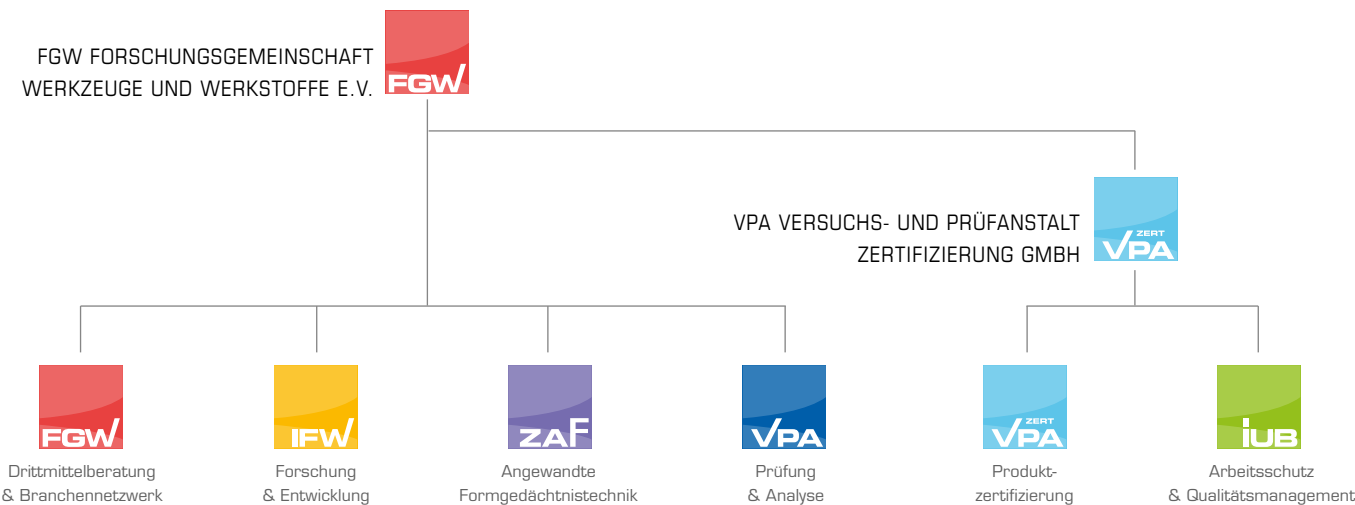 FGW FORSCHUNGSGEMEINSCHAFT
WERKZEUGE UND WERKSTOFFE E.V.
FGW
VPA VERSUCHS- UND PRÜFANSTALT
ZERTIFIZIERUNG GMBH
ZERT
VPA
FGW
Drittmittelberatung
& Branchennetzwerk
IFW
Forschung
& Entwicklung
ZAF
Angewandte
Formgedächtnistechnik
VPA
Prüfung
& Analyse
ZERT
VPA
Produkt-
zertifizierung
iUB
Arbeitsschutz
& Qualitätsmanagement